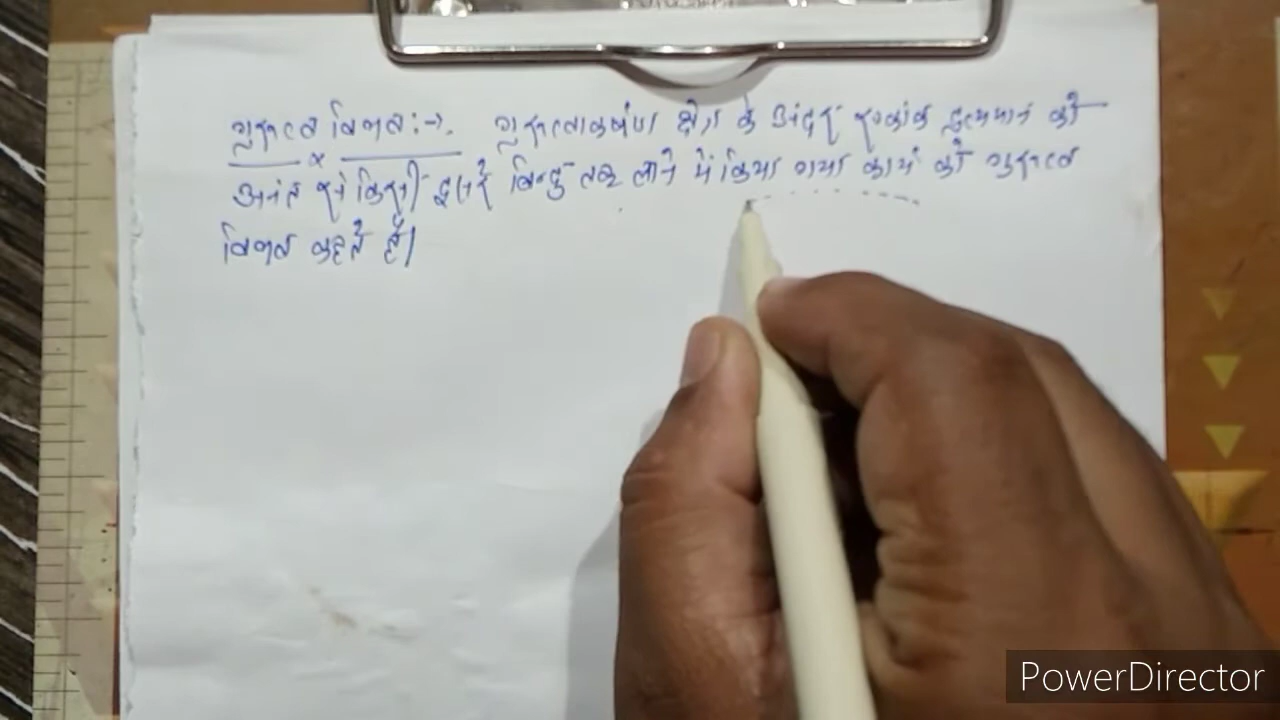 गुरुत्व विभव :→. गुरुत्वाकर्षण क्षेत्र के अंदर एकांक द्रव्यमान को
अनंत से किसी दूसरे बिन्दु तक लाने में किया गया कार्य को गुरुत्व
विभव कहते हैं।
PowerDirector